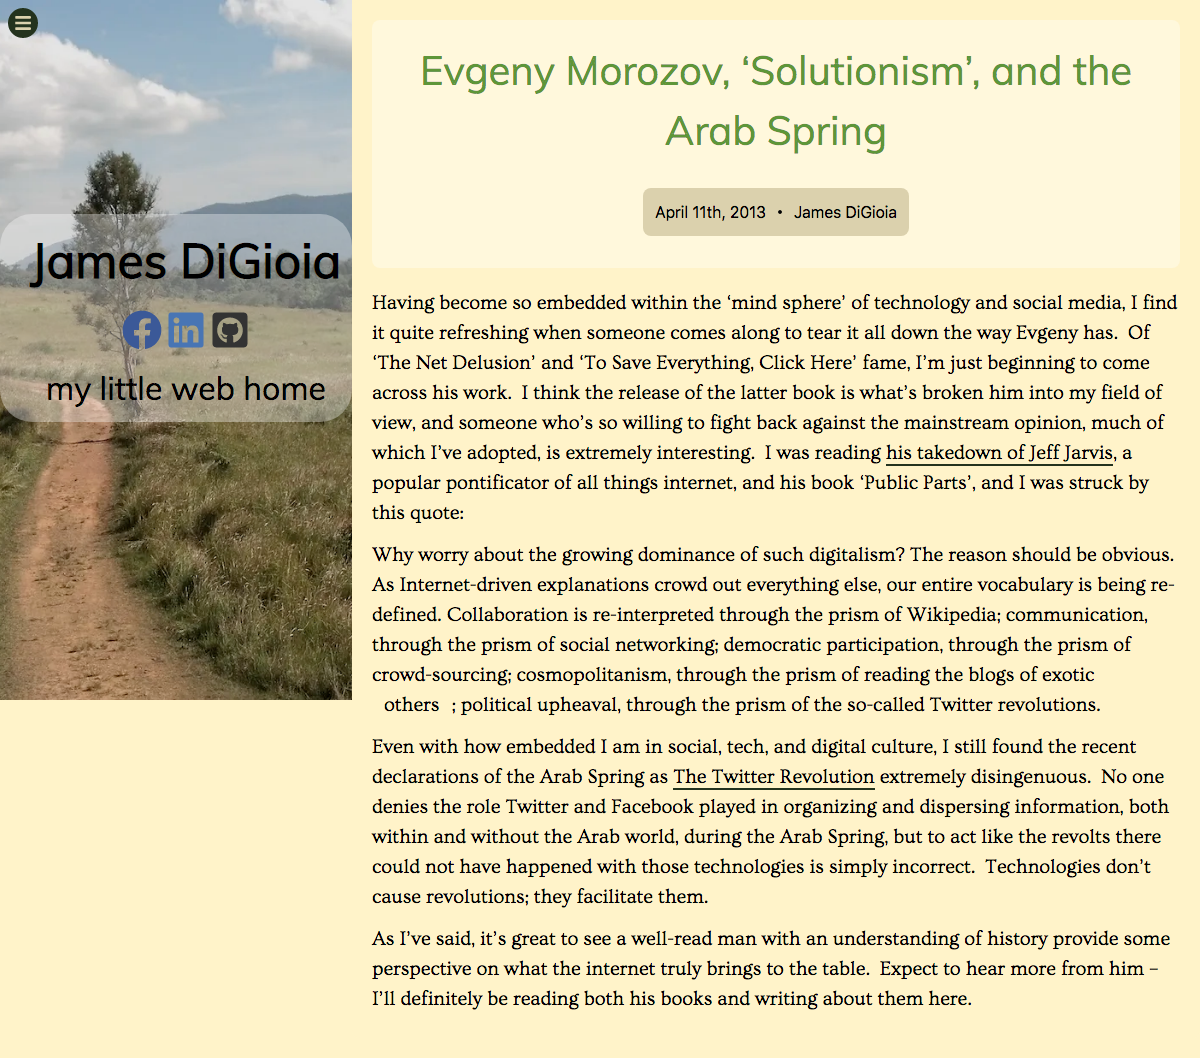 James DiGioia
my little web home
Evgeny Morozov, ‘Solutionism’, and the
Arab Spring
April 11th, 2013 • James DiGioia
Having become so embedded within the ‘mind sphere’ of technology and social media, I find
it quite refreshing when someone comes along to tear it all down the way Evgeny has.  Of
‘The Net Delusion’ and ‘To Save Everything, Click Here’ fame, I’m just beginning to come
across his work.  I think the release of the latter book is what’s broken him into my field of
view, and someone who’s so willing to fight back against the mainstream opinion, much of
which I’ve adopted, is extremely interesting.  I was reading his takedown of Jeff Jarvis, a
popular pontificator of all things internet, and his book ‘Public Parts’, and I was struck by
this quote:
Why worry about the growing dominance of such digitalism? The reason should be obvious.
As Internet-driven explanations crowd out everything else, our entire vocabulary is being re-
defined. Collaboration is re-interpreted through the prism of Wikipedia; communication,
through the prism of social networking; democratic participation, through the prism of
crowd-sourcing; cosmopolitanism, through the prism of reading the blogs of exotic
others ; political upheaval, through the prism of the so-called Twitter revolutions.
Even with how embedded I am in social, tech, and digital culture, I still found the recent
declarations of the Arab Spring as The Twitter Revolution extremely disingenuous.  No one
denies the role Twitter and Facebook played in organizing and dispersing information, both
within and without the Arab world, during the Arab Spring, but to act like the revolts there
could not have happened with those technologies is simply incorrect.  Technologies don’t
cause revolutions; they facilitate them.
As I’ve said, it’s great to see a well-read man with an understanding of history provide some
perspective on what the internet truly brings to the table.  Expect to hear more from him –
I’ll definitely be reading both his books and writing about them here.